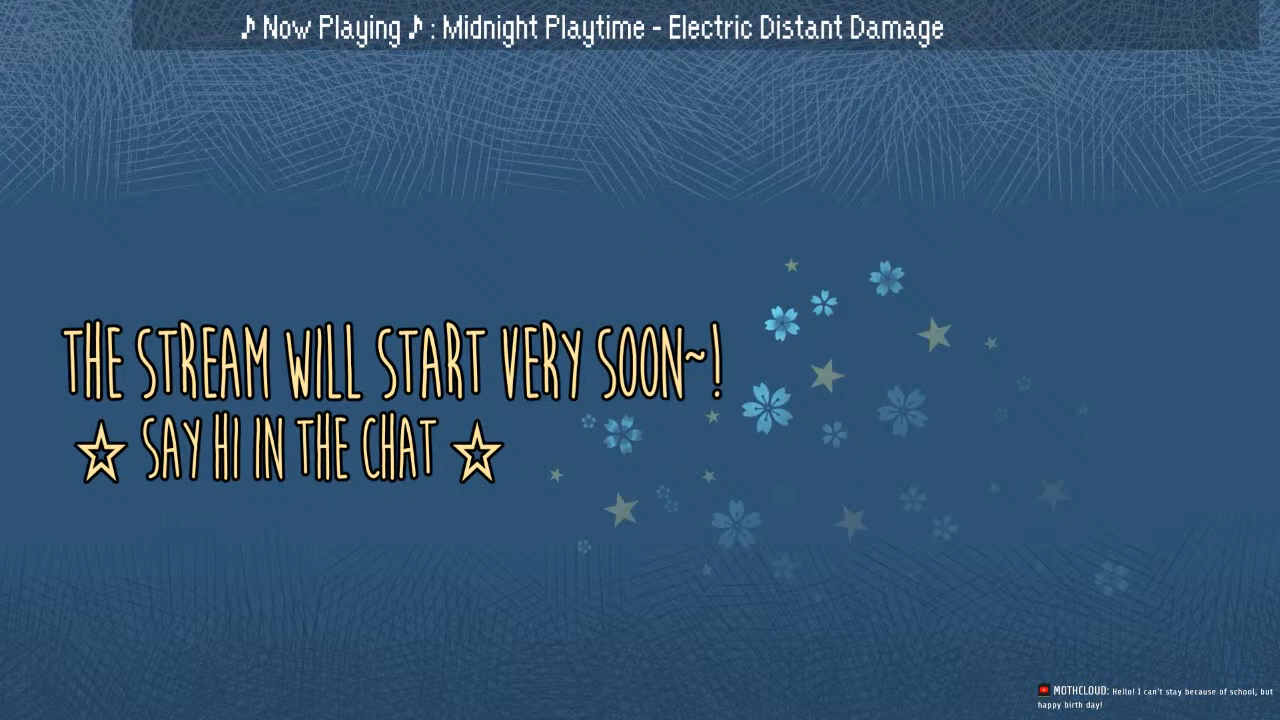 ♪ Now Playing ♪ : Midnight Playtime - Electric Distant Damage
THE STREAM WILL START VERY SOON~!
☆ SAY HI IN THE CHAT ☆
MOTHCLOUD: Hello! I can't stay because of school, but
happy birth day!